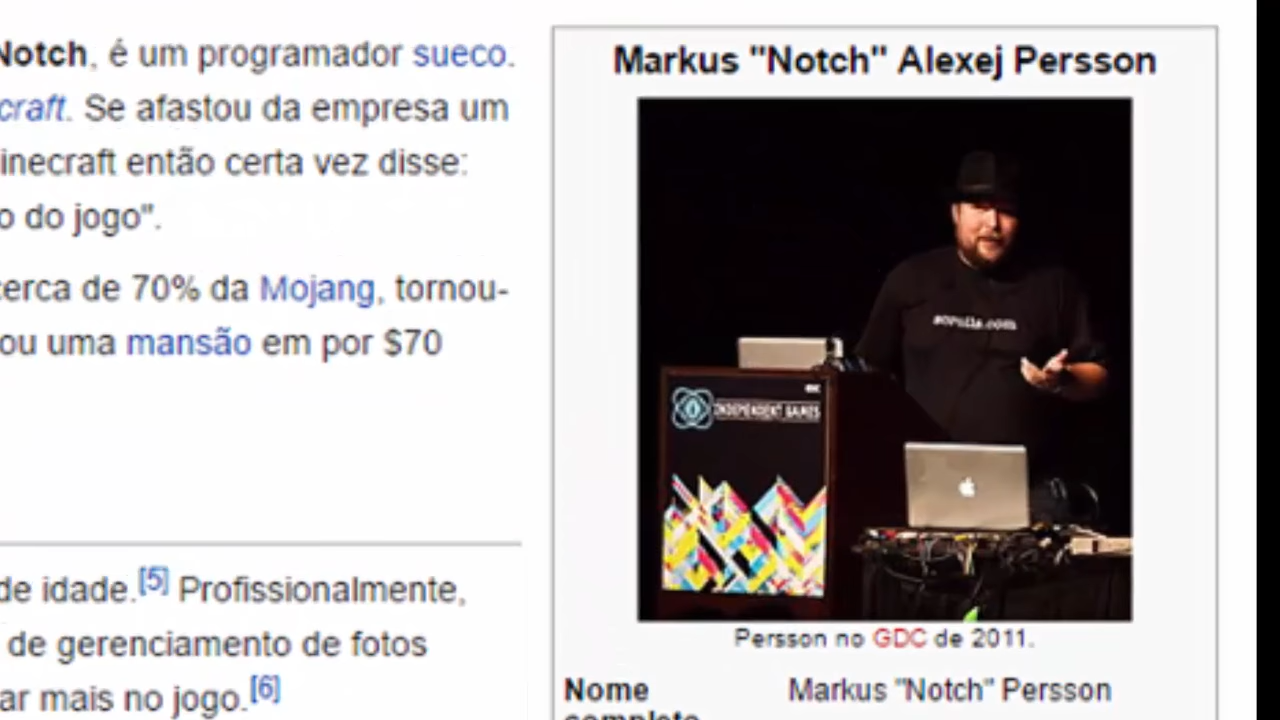 Notch, é um programador sueco.
craft. Se afastou da empresa um
inecraft então certa vez disse:
o do jogo".
cerca de 70% da Mojang, tornou-
ou uma mansão em por $70
de idade.[5] Profissionalmente,
de gerenciamento de fotos
ar mais no jogo.[6]
Markus "Notch" Alexej Persson
INDEPENDENT GAMES
Persson no GDC de 2011.
Nome Markus "Notch" Persson
completo